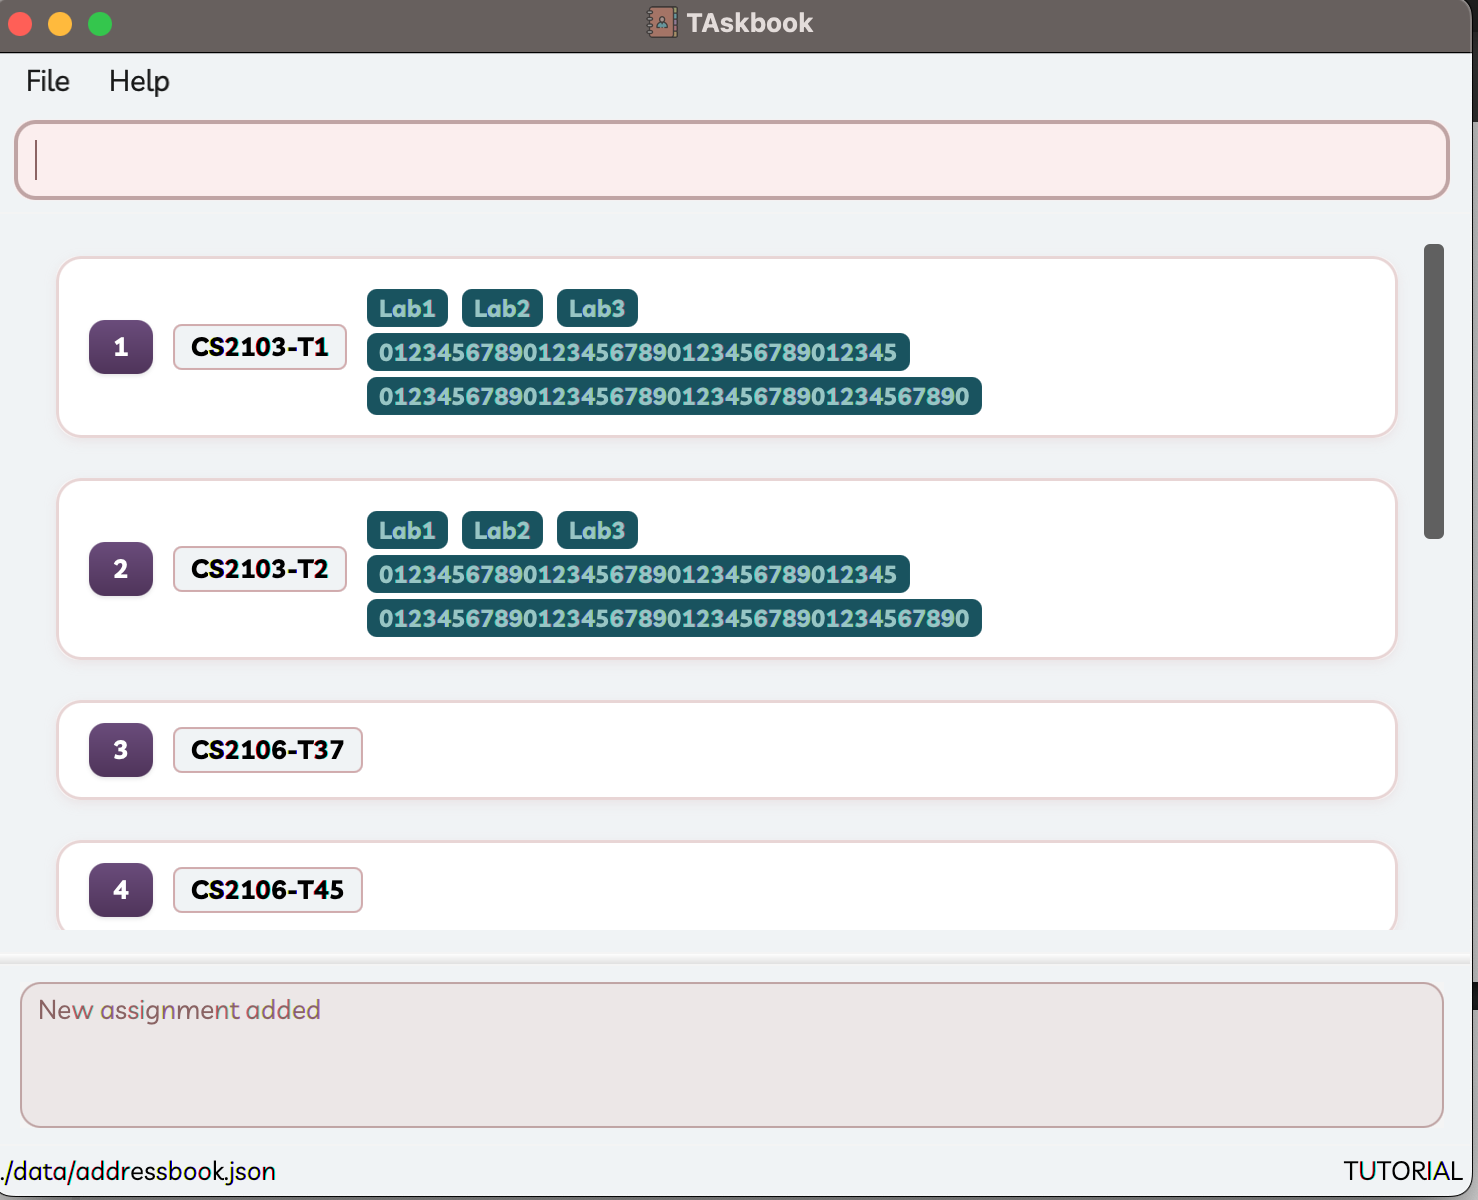 TAskbook
File Help
1 CS2103-T1 Lab1 Lab2 Lab3
012345678901234567890123456789012345
01234567890123456789012345678901234567890
2 CS2103-T2 Lab1 Lab2 Lab3
012345678901234567890123456789012345
01234567890123456789012345678901234567890
3 CS2106-T37
4 CS2106-T45
New assignment added
./data/addressbook.json TUTORIAL